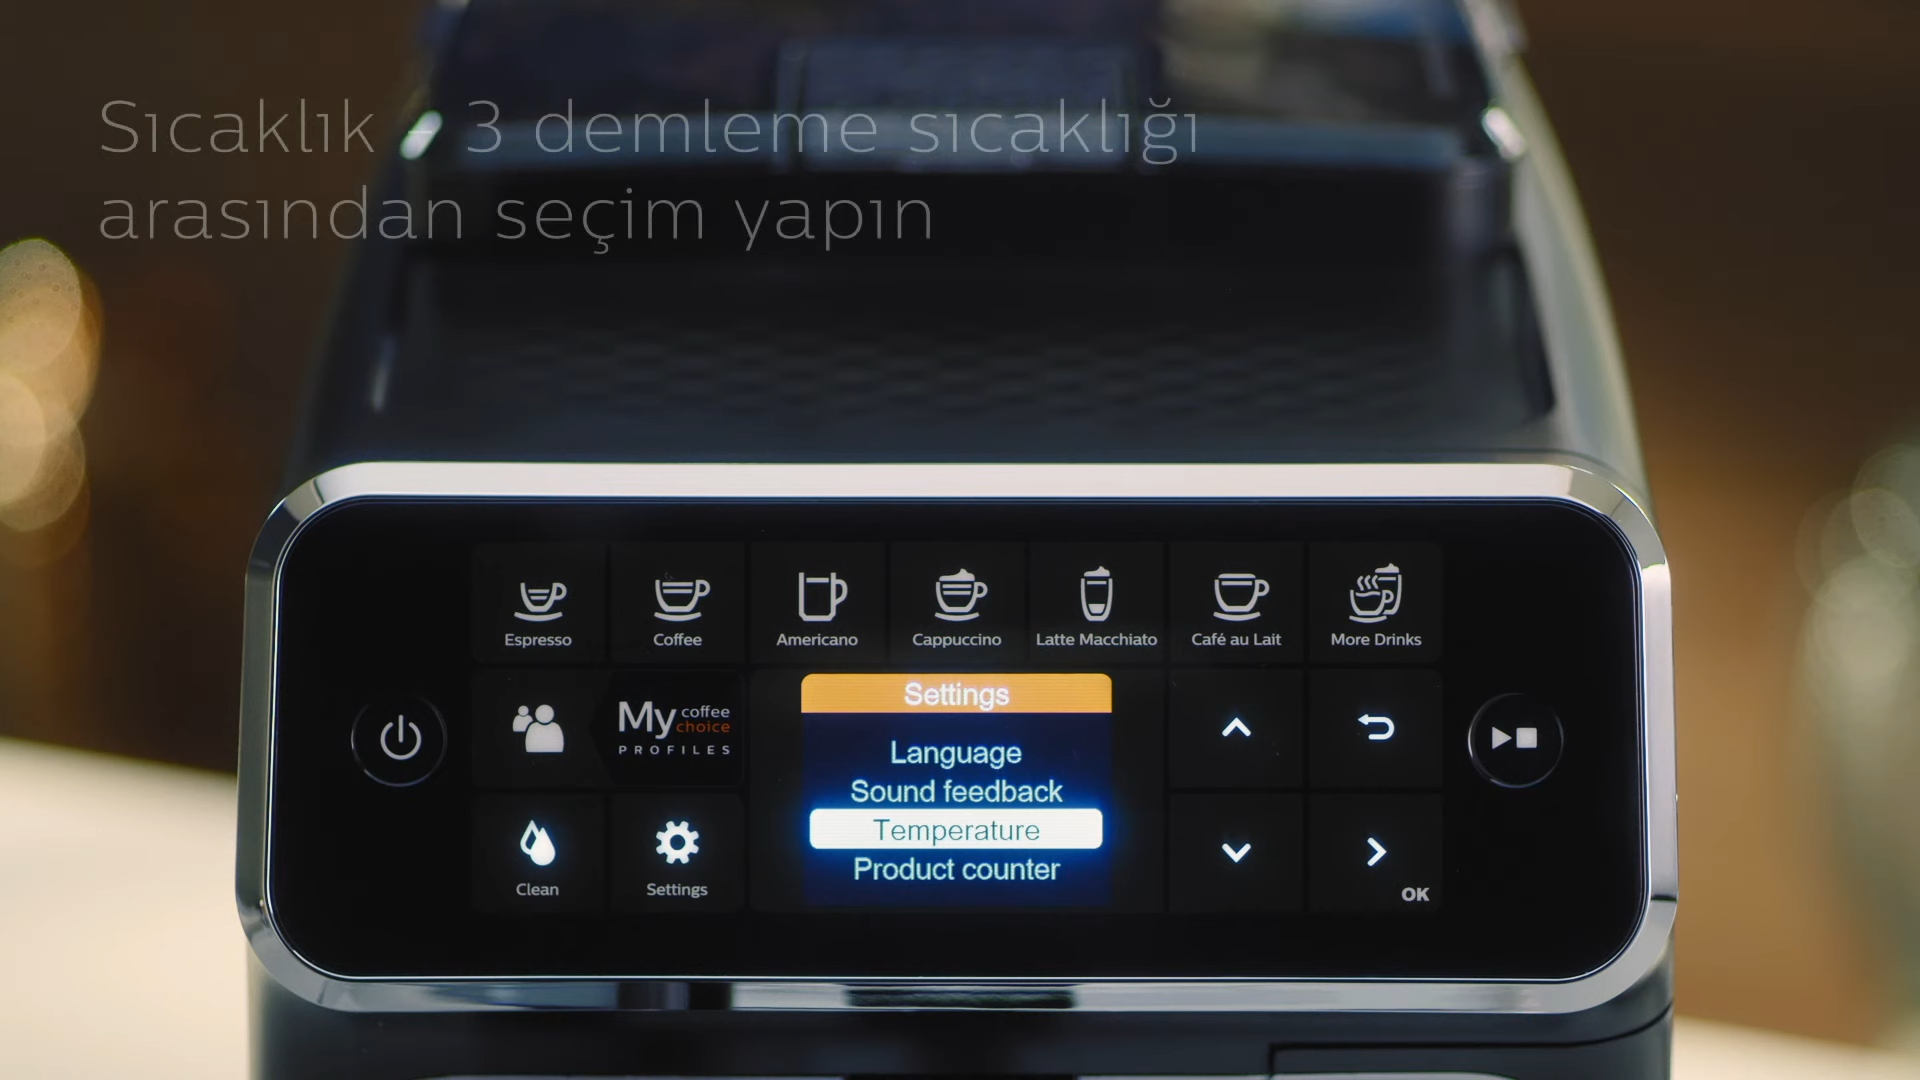 Sıcaklık - 3 demleme sıcaklığı
arasından seçim yapın
Espresso
Coffee
Americano
Cappuccino
Latte Macchiato
Café au Lait
More Drinks
My coffee choice
PROFILES
Settings
Language
Sound feedback
Temperature
Product counter
Clean
Settings
OK